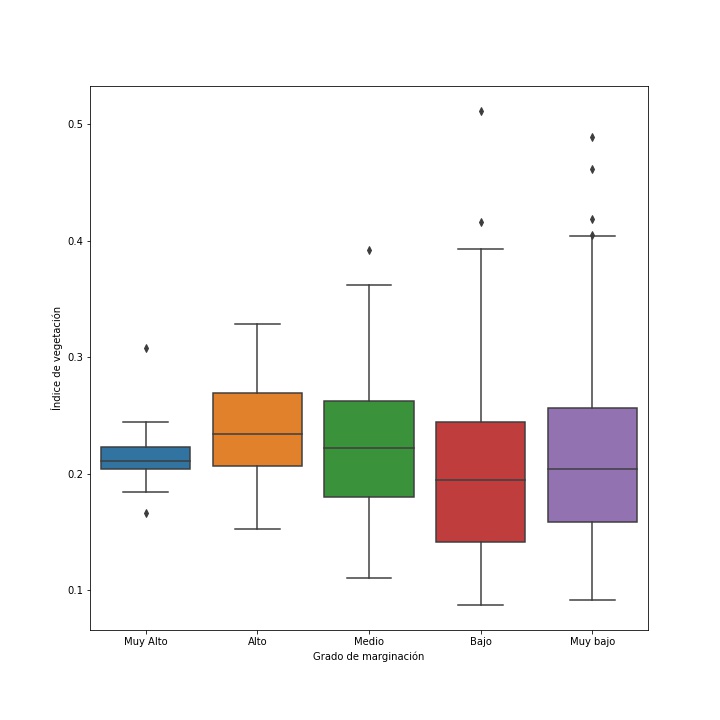 0.5
0.4
0.3
0.2
0.1
Índice de vegetación
Muy Alto
Alto
Medio
Bajo
Muy bajo
Grado de marginación